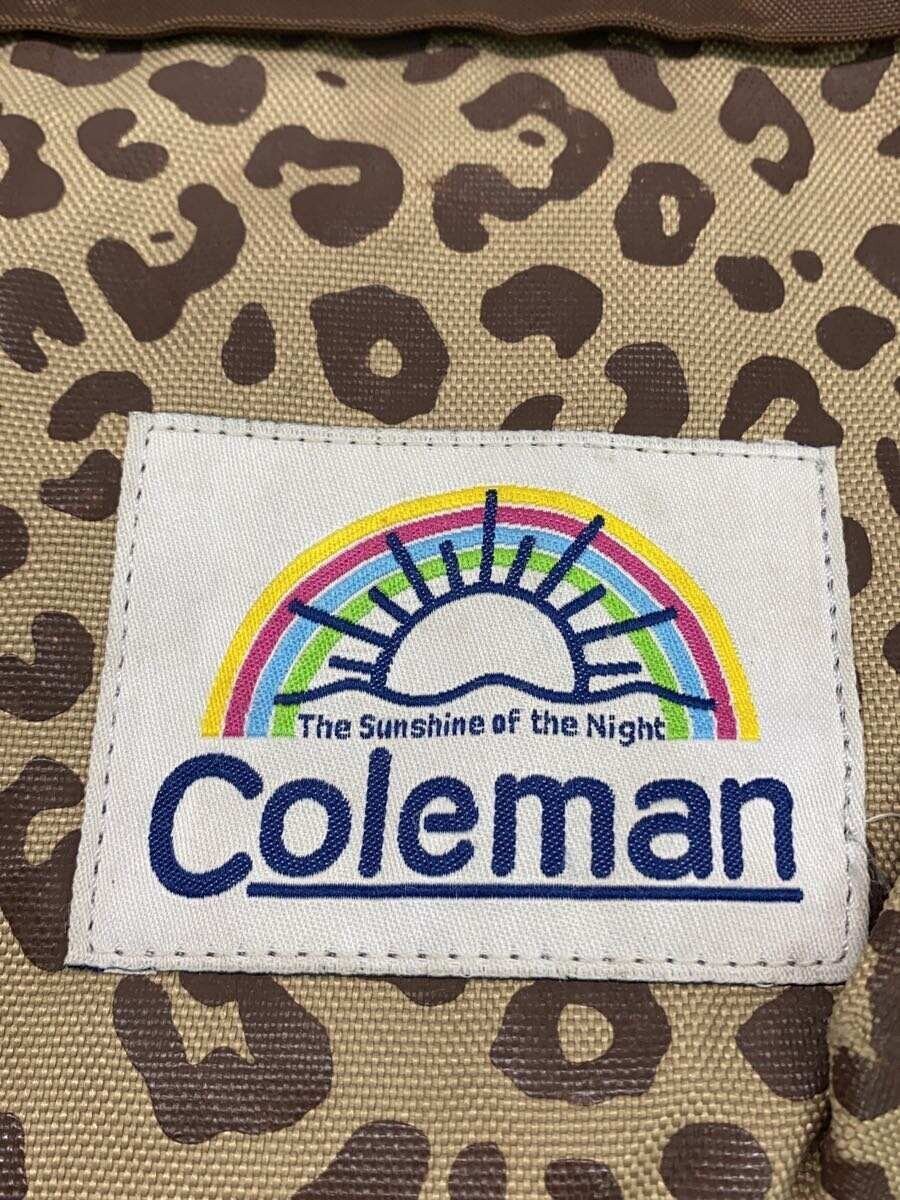 The Sunshine of the Night
Coleman